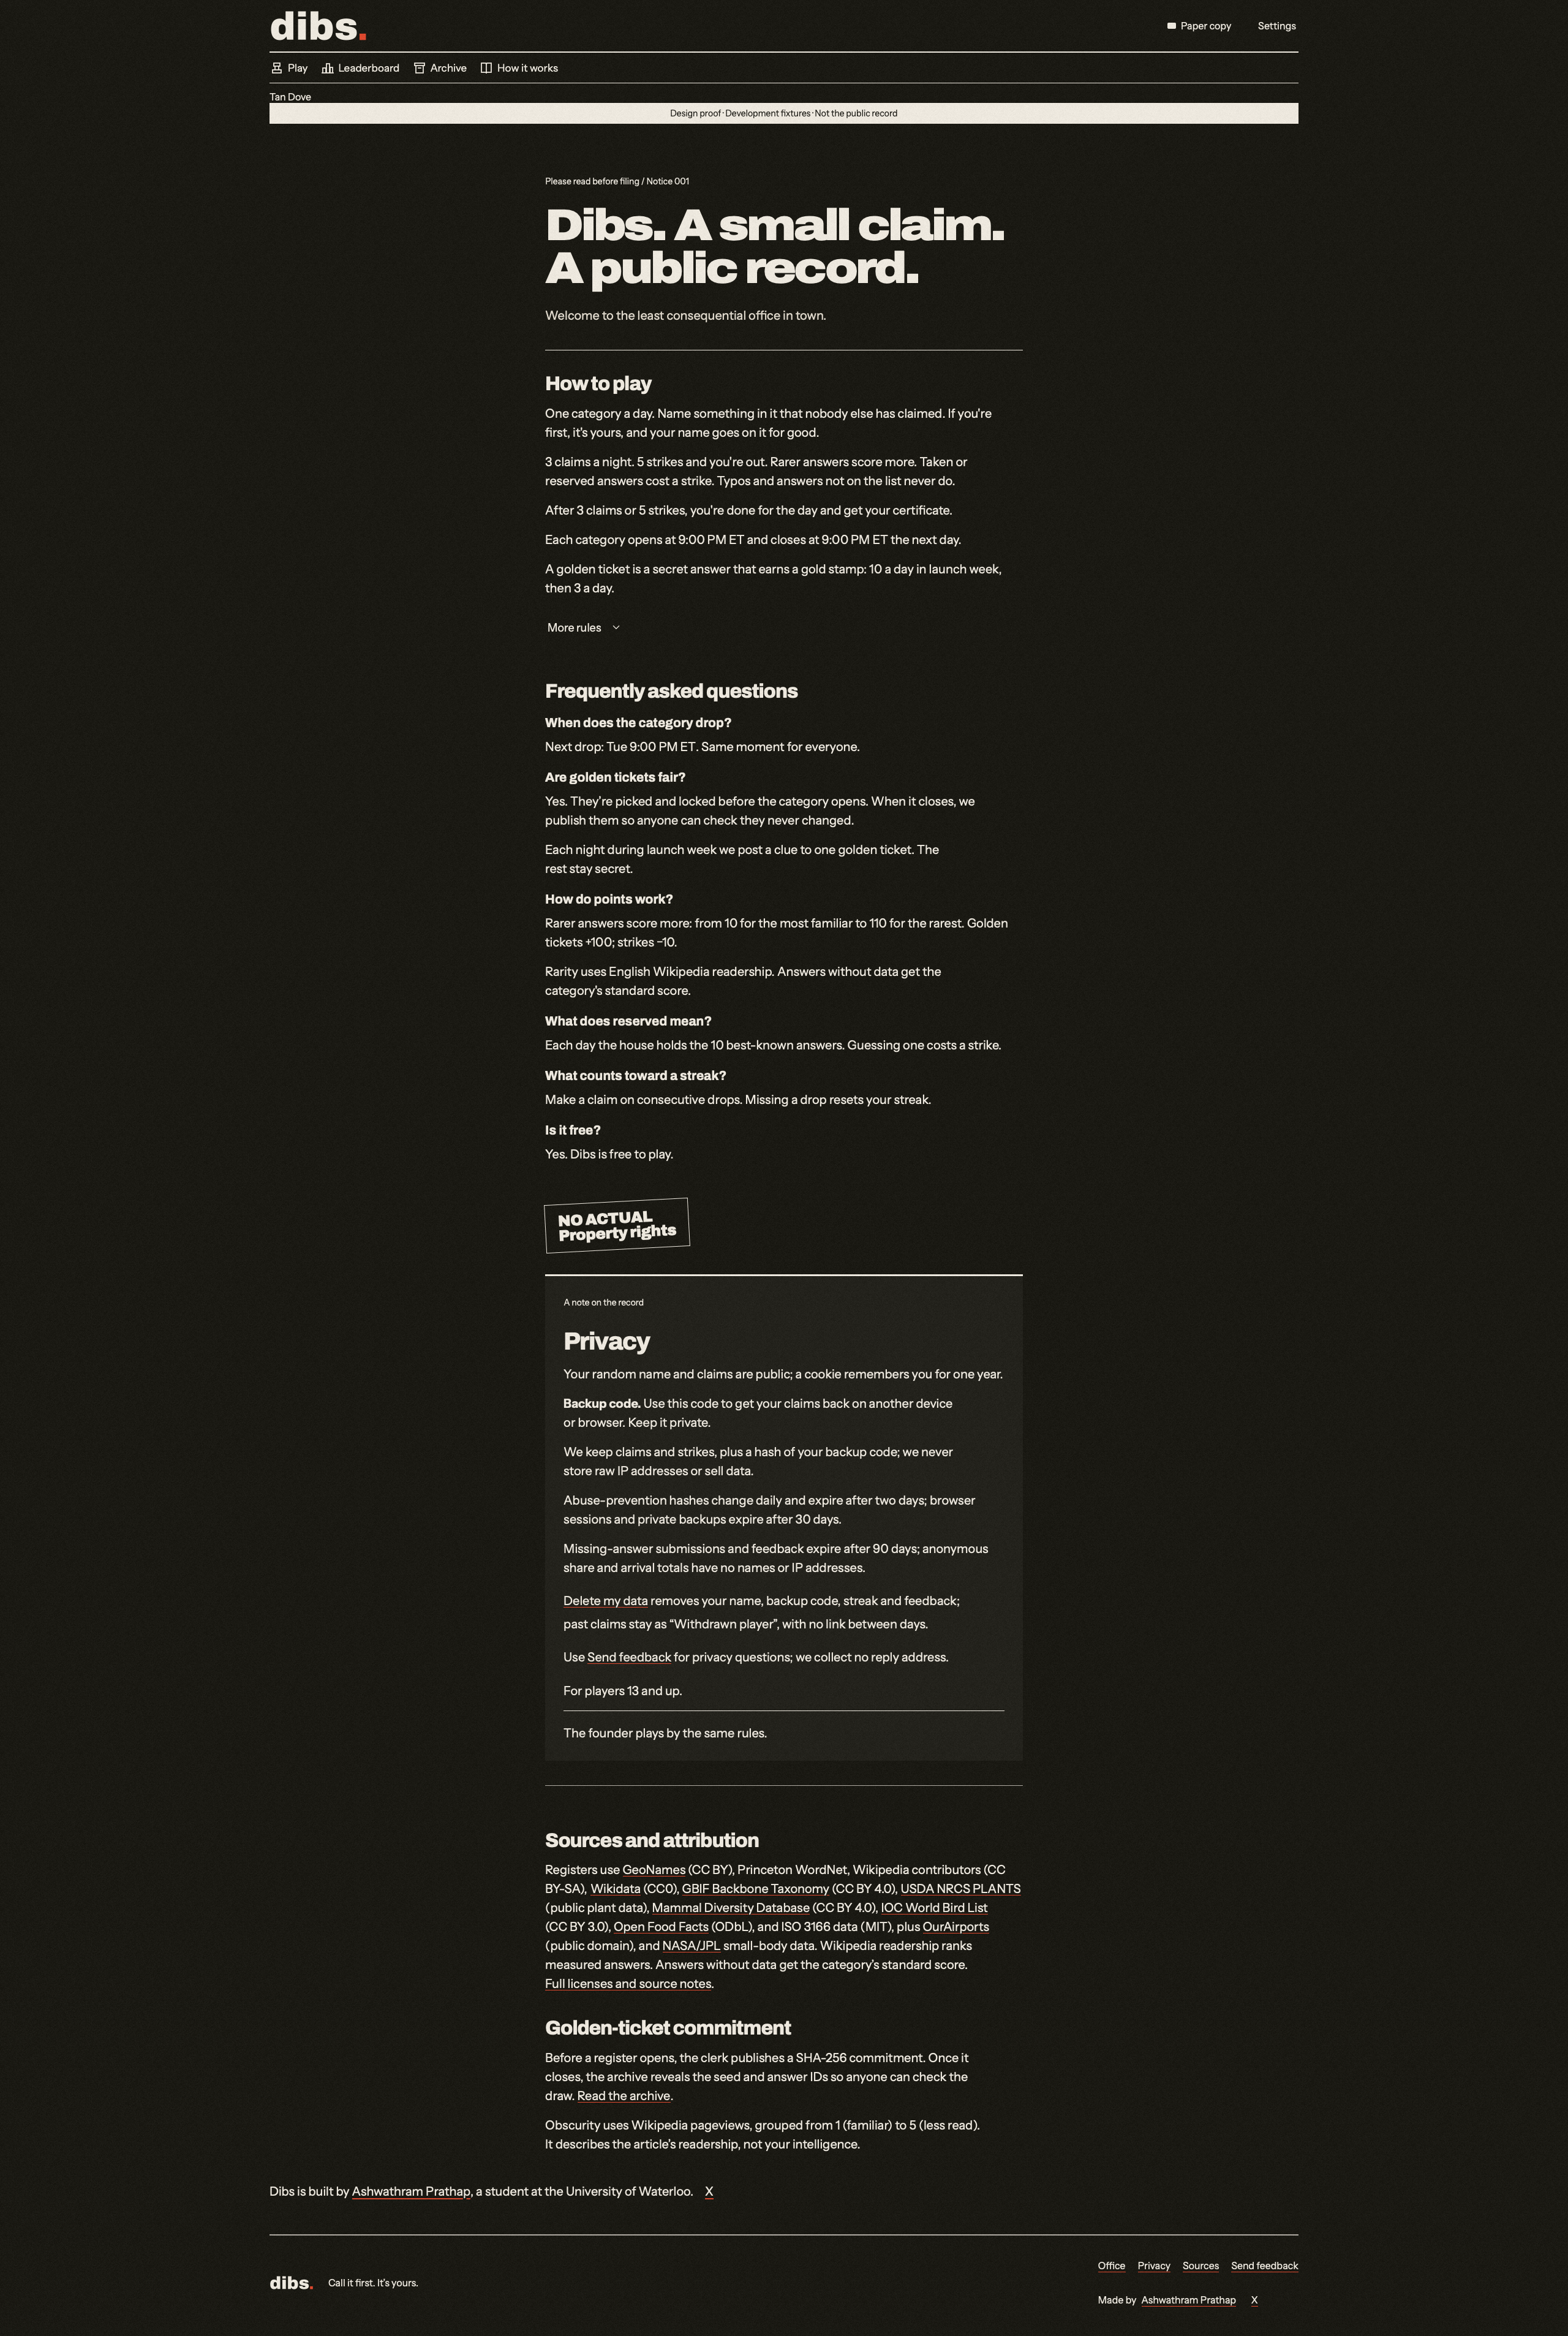 dibs.
Paper copy
Settings
Play
Leaderboard
Archive
How it works
Tan Dove
Design proof · Development fixtures · Not the public record
Please read before filing / Notice 001
Dibs. A small claim.
A public record.
Welcome to the least consequential office in town.
How to play
One category a day. Name something in it that nobody else has claimed. If you're
first, it's yours, and your name goes on it for good.
3 claims a night. 5 strikes and you're out. Rarer answers score more. Taken or
reserved answers cost a strike. Typos and answers not on the list never do.
After 3 claims or 5 strikes, you're done for the day and get your certificate.
Each category opens at 9:00 PM ET and closes at 9:00 PM ET the next day.
A golden ticket is a secret answer that earns a gold stamp: 10 a day in launch week,
then 3 a day.
More rules
Frequently asked questions
When does the category drop?
Next drop: Tue 9:00 PM ET. Same moment for everyone.
Are golden tickets fair?
Yes. They're picked and locked before the category opens. When it closes, we
publish them so anyone can check they never changed.
Each night during launch week we post a clue to one golden ticket. The
rest stay secret.
How do points work?
Rarer answers score more: from 10 for the most familiar to 110 for the rarest. Golden
tickets +100; strikes −10.
Rarity uses English Wikipedia readership. Answers without data get the
category's standard score.
What does reserved mean?
Each day the house holds the 10 best-known answers. Guessing one costs a strike.
What counts toward a streak?
Make a claim on consecutive drops. Missing a drop resets your streak.
Is it free?
Yes. Dibs is free to play.
NO ACTUAL
Property rights
A note on the record
Privacy
Your random name and claims are public; a cookie remembers you for one year.
Backup code. Use this code to get your claims back on another device
or browser. Keep it private.
We keep claims and strikes, plus a hash of your backup code; we never
store raw IP addresses or sell data.
Abuse-prevention hashes change daily and expire after two days; browser
sessions and private backups expire after 30 days.
Missing-answer submissions and feedback expire after 90 days; anonymous
share and arrival totals have no names or IP addresses.
Delete my data removes your name, backup code, streak and feedback;
past claims stay as “Withdrawn player”, with no link between days.
Use Send feedback for privacy questions; we collect no reply address.
For players 13 and up.
The founder plays by the same rules.
Sources and attribution
Registers use GeoNames (CC BY), Princeton WordNet, Wikipedia contributors (CC
BY-SA), Wikidata (CC0), GBIF Backbone Taxonomy (CC BY 4.0), USDA NRCS PLANTS
(public plant data), Mammal Diversity Database (CC BY 4.0), IOC World Bird List
(CC BY 3.0), Open Food Facts (ODbL), and ISO 3166 data (MIT), plus OurAirports
(public domain), and NASA/JPL small-body data. Wikipedia readership ranks
measured answers. Answers without data get the category's standard score.
Full licenses and source notes.
Golden-ticket commitment
Before a register opens, the clerk publishes a SHA-256 commitment. Once it
closes, the archive reveals the seed and answer IDs so anyone can check the
draw. Read the archive.
Obscurity uses Wikipedia pageviews, grouped from 1 (familiar) to 5 (less read).
It describes the article's readership, not your intelligence.
Dibs is built by Ashwathram Prathap, a student at the University of Waterloo. X
dibs.
Call it first. It's yours.
Office
Privacy
Sources
Send feedback
Made by Ashwathram Prathap X